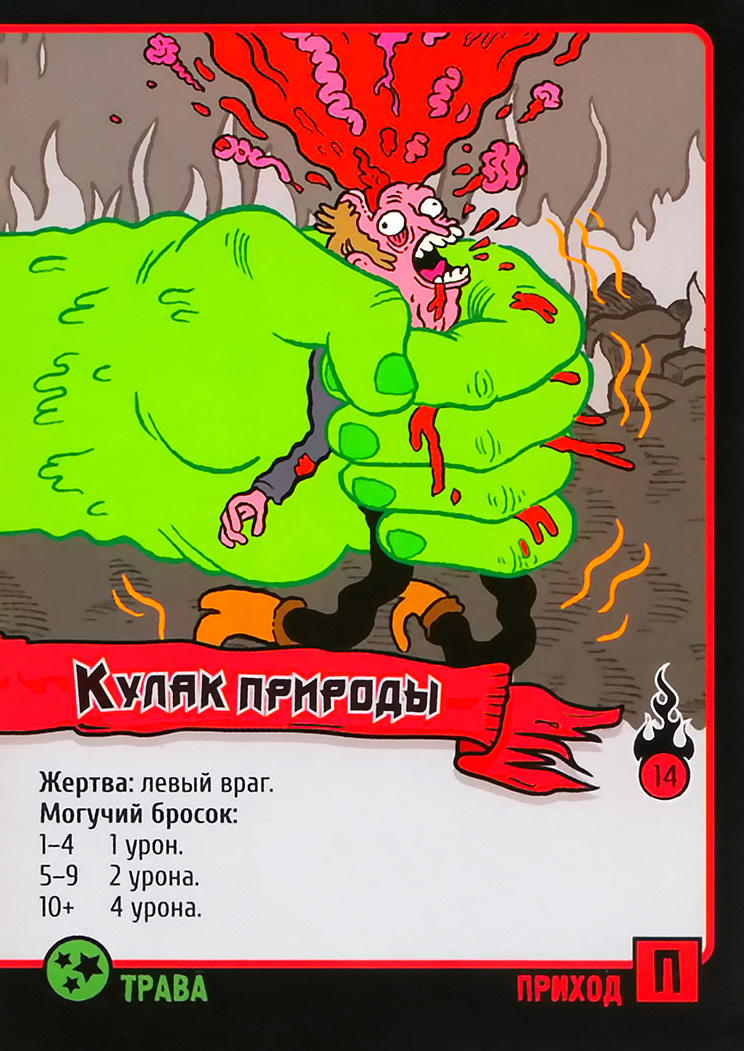 Кулак природы
14
Жертва: левый враг.
Могучий бросок:
1–4 1 урон.
5–9 2 урона.
10+ 4 урона.
ТРАВА
ПРИХОД П